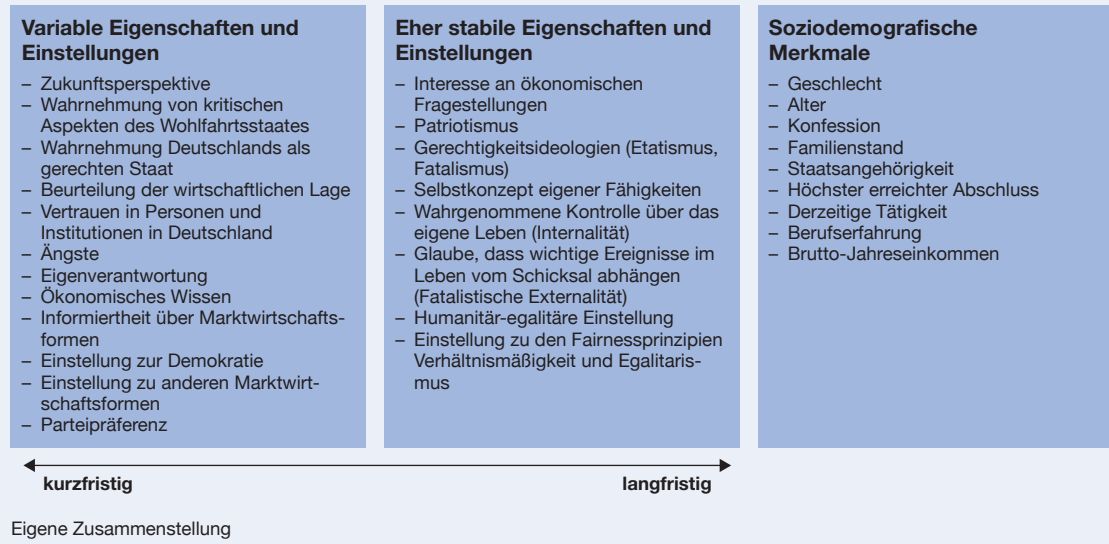 Variable Eigenschaften und
Einstellungen
– Zukunftsperspektive
– Wahrnehmung von kritischen
Aspekten des Wohlfahrtsstaates
– Wahrnehmung Deutschlands als
gerechten Staat
– Beurteilung der wirtschaftlichen Lage
– Vertrauen in Personen und
Institutionen in Deutschland
– Ängste
– Eigenverantwortung
– Ökonomisches Wissen
– Informiertheit über Marktwirtschafts-
formen
– Einstellung zur Demokratie
– Einstellung zu anderen Marktwirt-
schaftsformen
– Parteipräferenz
Eher stabile Eigenschaften und
Einstellungen
– Interesse an ökonomischen
Fragestellungen
– Patriotismus
– Gerechtigkeitsideologien (Etatismus,
Fatalismus)
– Selbstkonzept eigener Fähigkeiten
– Wahrgenommene Kontrolle über das
eigene Leben (Internalität)
– Glaube, dass wichtige Ereignisse im
Leben vom Schicksal abhängen
(Fatalistische Externalität)
– Humanitär-egalitäre Einstellung
– Einstellung zu den Fairnessprinzipien
Verhältnismäßigkeit und Egalitaris-
mus
Soziodemografische
Merkmale
– Geschlecht
– Alter
– Konfession
– Familienstand
– Staatsangehörigkeit
– Höchster erreichter Abschluss
– Derzeitige Tätigkeit
– Berufserfahrung
– Brutto-Jahreseinkommen
kurzfristig langfristig
Eigene Zusammenstellung